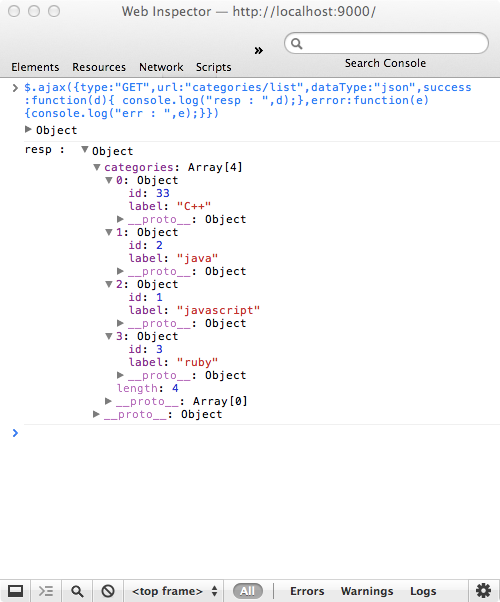 Web Inspector — http://localhost:9000/
»
Elements Resources Network Scripts Search Console
$.ajax({type:"GET",url:"categories/list",dataType:"json",success
:function(d){ console.log("resp : ",d);},error:function(e)
{console.log("err : ",e);}})
Object
resp : Object
categories: Array[4]
0: Object
id: 33
label: "C++"
__proto__: Object
1: Object
id: 2
label: "java"
__proto__: Object
2: Object
id: 1
label: "javascript"
__proto__: Object
3: Object
id: 3
label: "ruby"
__proto__: Object
length: 4
__proto__: Array[0]
__proto__: Object
<top frame> All Errors Warnings Logs